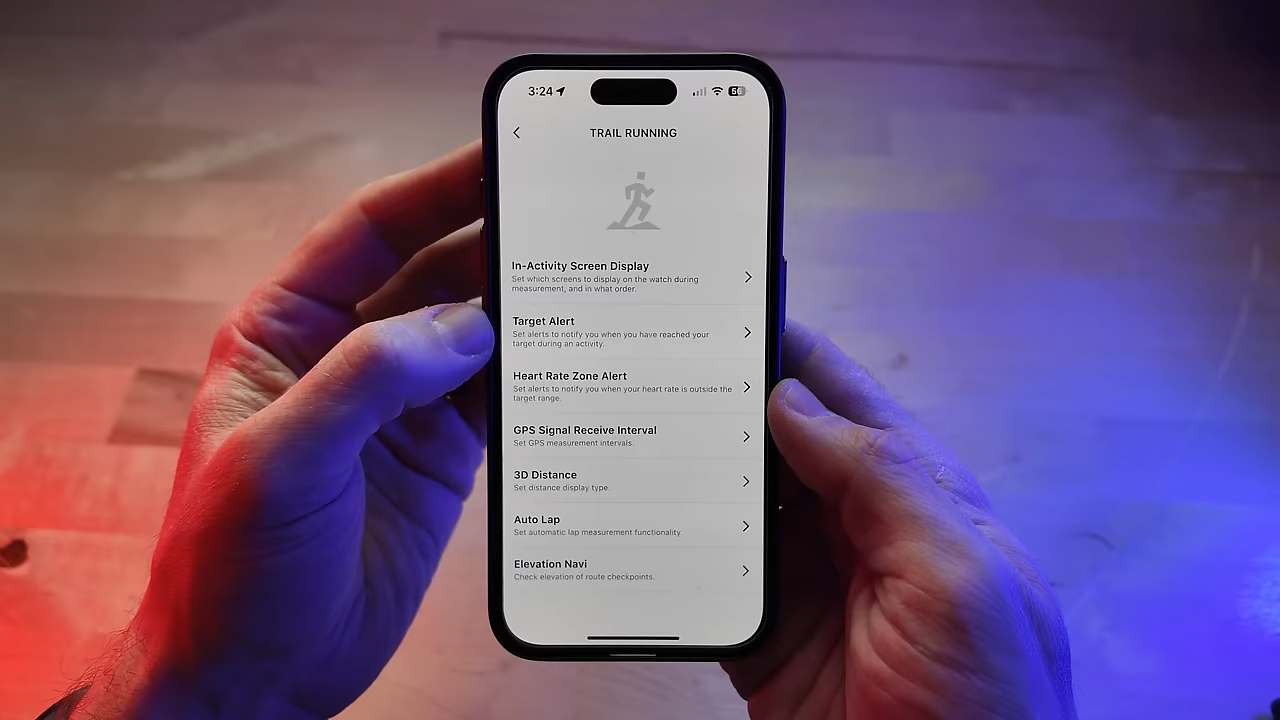 3:24
56
TRAIL RUNNING
In-Activity Screen Display
Set which screens to display on the watch during
measurement, and in what order.
Target Alert
Set alerts to notify you when you have reached your
target during an activity.
Heart Rate Zone Alert
Set alerts to notify you when your heart rate is outside the
target range.
GPS Signal Receive Interval
Set GPS measurement intervals.
3D Distance
Set distance display type.
Auto Lap
Set automatic lap measurement functionality.
Elevation Navi
Check elevation of route checkpoints.